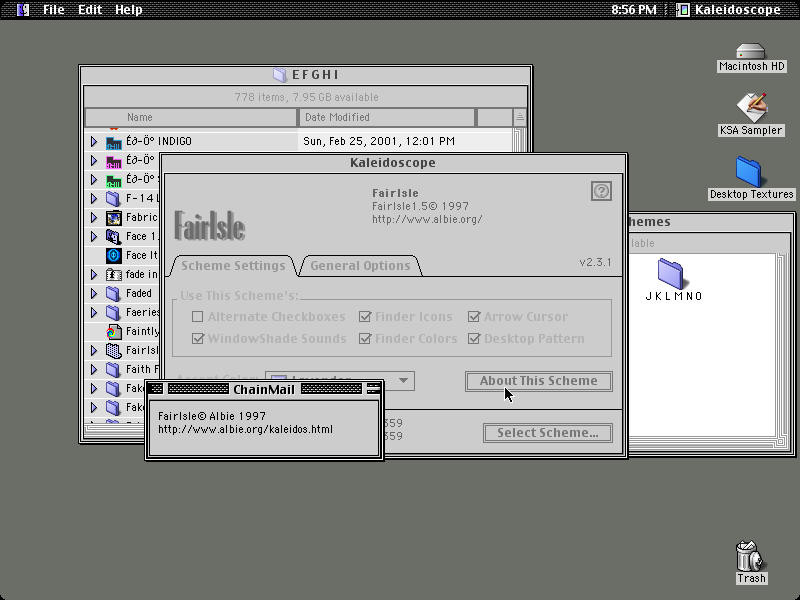 File Edit Help
8:56 PM
Kaleidoscope
Macintosh HD
KSA Sampler
Desktop Textures
EFGHI
778 items, 7.95 GB available
Name
Date Modified
É∂-Öº INDIGO
Sun, Feb 25, 2001, 12:01 PM
É∂-Öº
É∂-Öº
F-14
Fabric
Face 1.
Face It
fade in
Faded
Faeries
Faintly
FairIsl
Faith F
Fake
Fake
hemes
lable
JKLMNO
Kaleidoscope
FairIsle
FairIsle
FairIsle1.5© 1997
http://www.albie.org/
v2.3.1
Scheme Settings
General Options
Use This Scheme's:
Alternate Checkboxes
Finder Icons
Arrow Cursor
WindowShade Sounds
Finder Colors
Desktop Pattern
About This Scheme
359
359
Select Scheme...
ChainMail
FairIsle© Albie 1997
http://www.albie.org/kaleidos.html
Trash